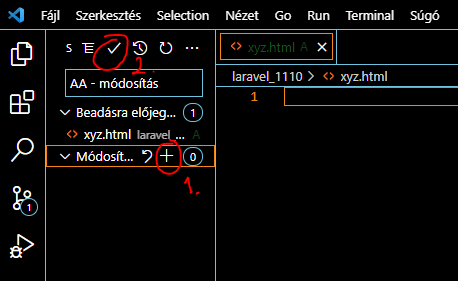 Fájl Szerkesztés Selection Nézet Go Run Terminal Súgó
S
2.
xyz.html A
AA - módosítás
laravel_1110 > xyz.html
1
Beadásra előjeg... 1
xyz.html laravel_... A
Módosít... 0
1.
1